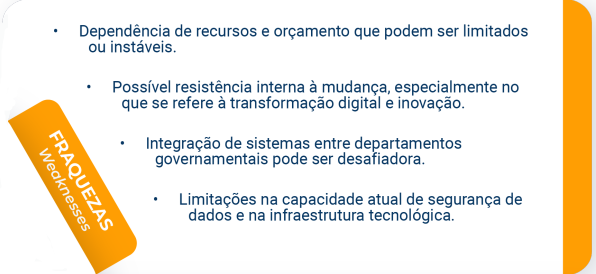 • Dependência de recursos e orçamento que podem ser limitados
ou instáveis.
• Possível resistência interna à mudança, especialmente no
que se refere à transformação digital e inovação.
• Integração de sistemas entre departamentos
governamentais pode ser desafiadora.
• Limitações na capacidade atual de segurança de
dados e na infraestrutura tecnológica.
FRAQUEZAS
Weaknesses